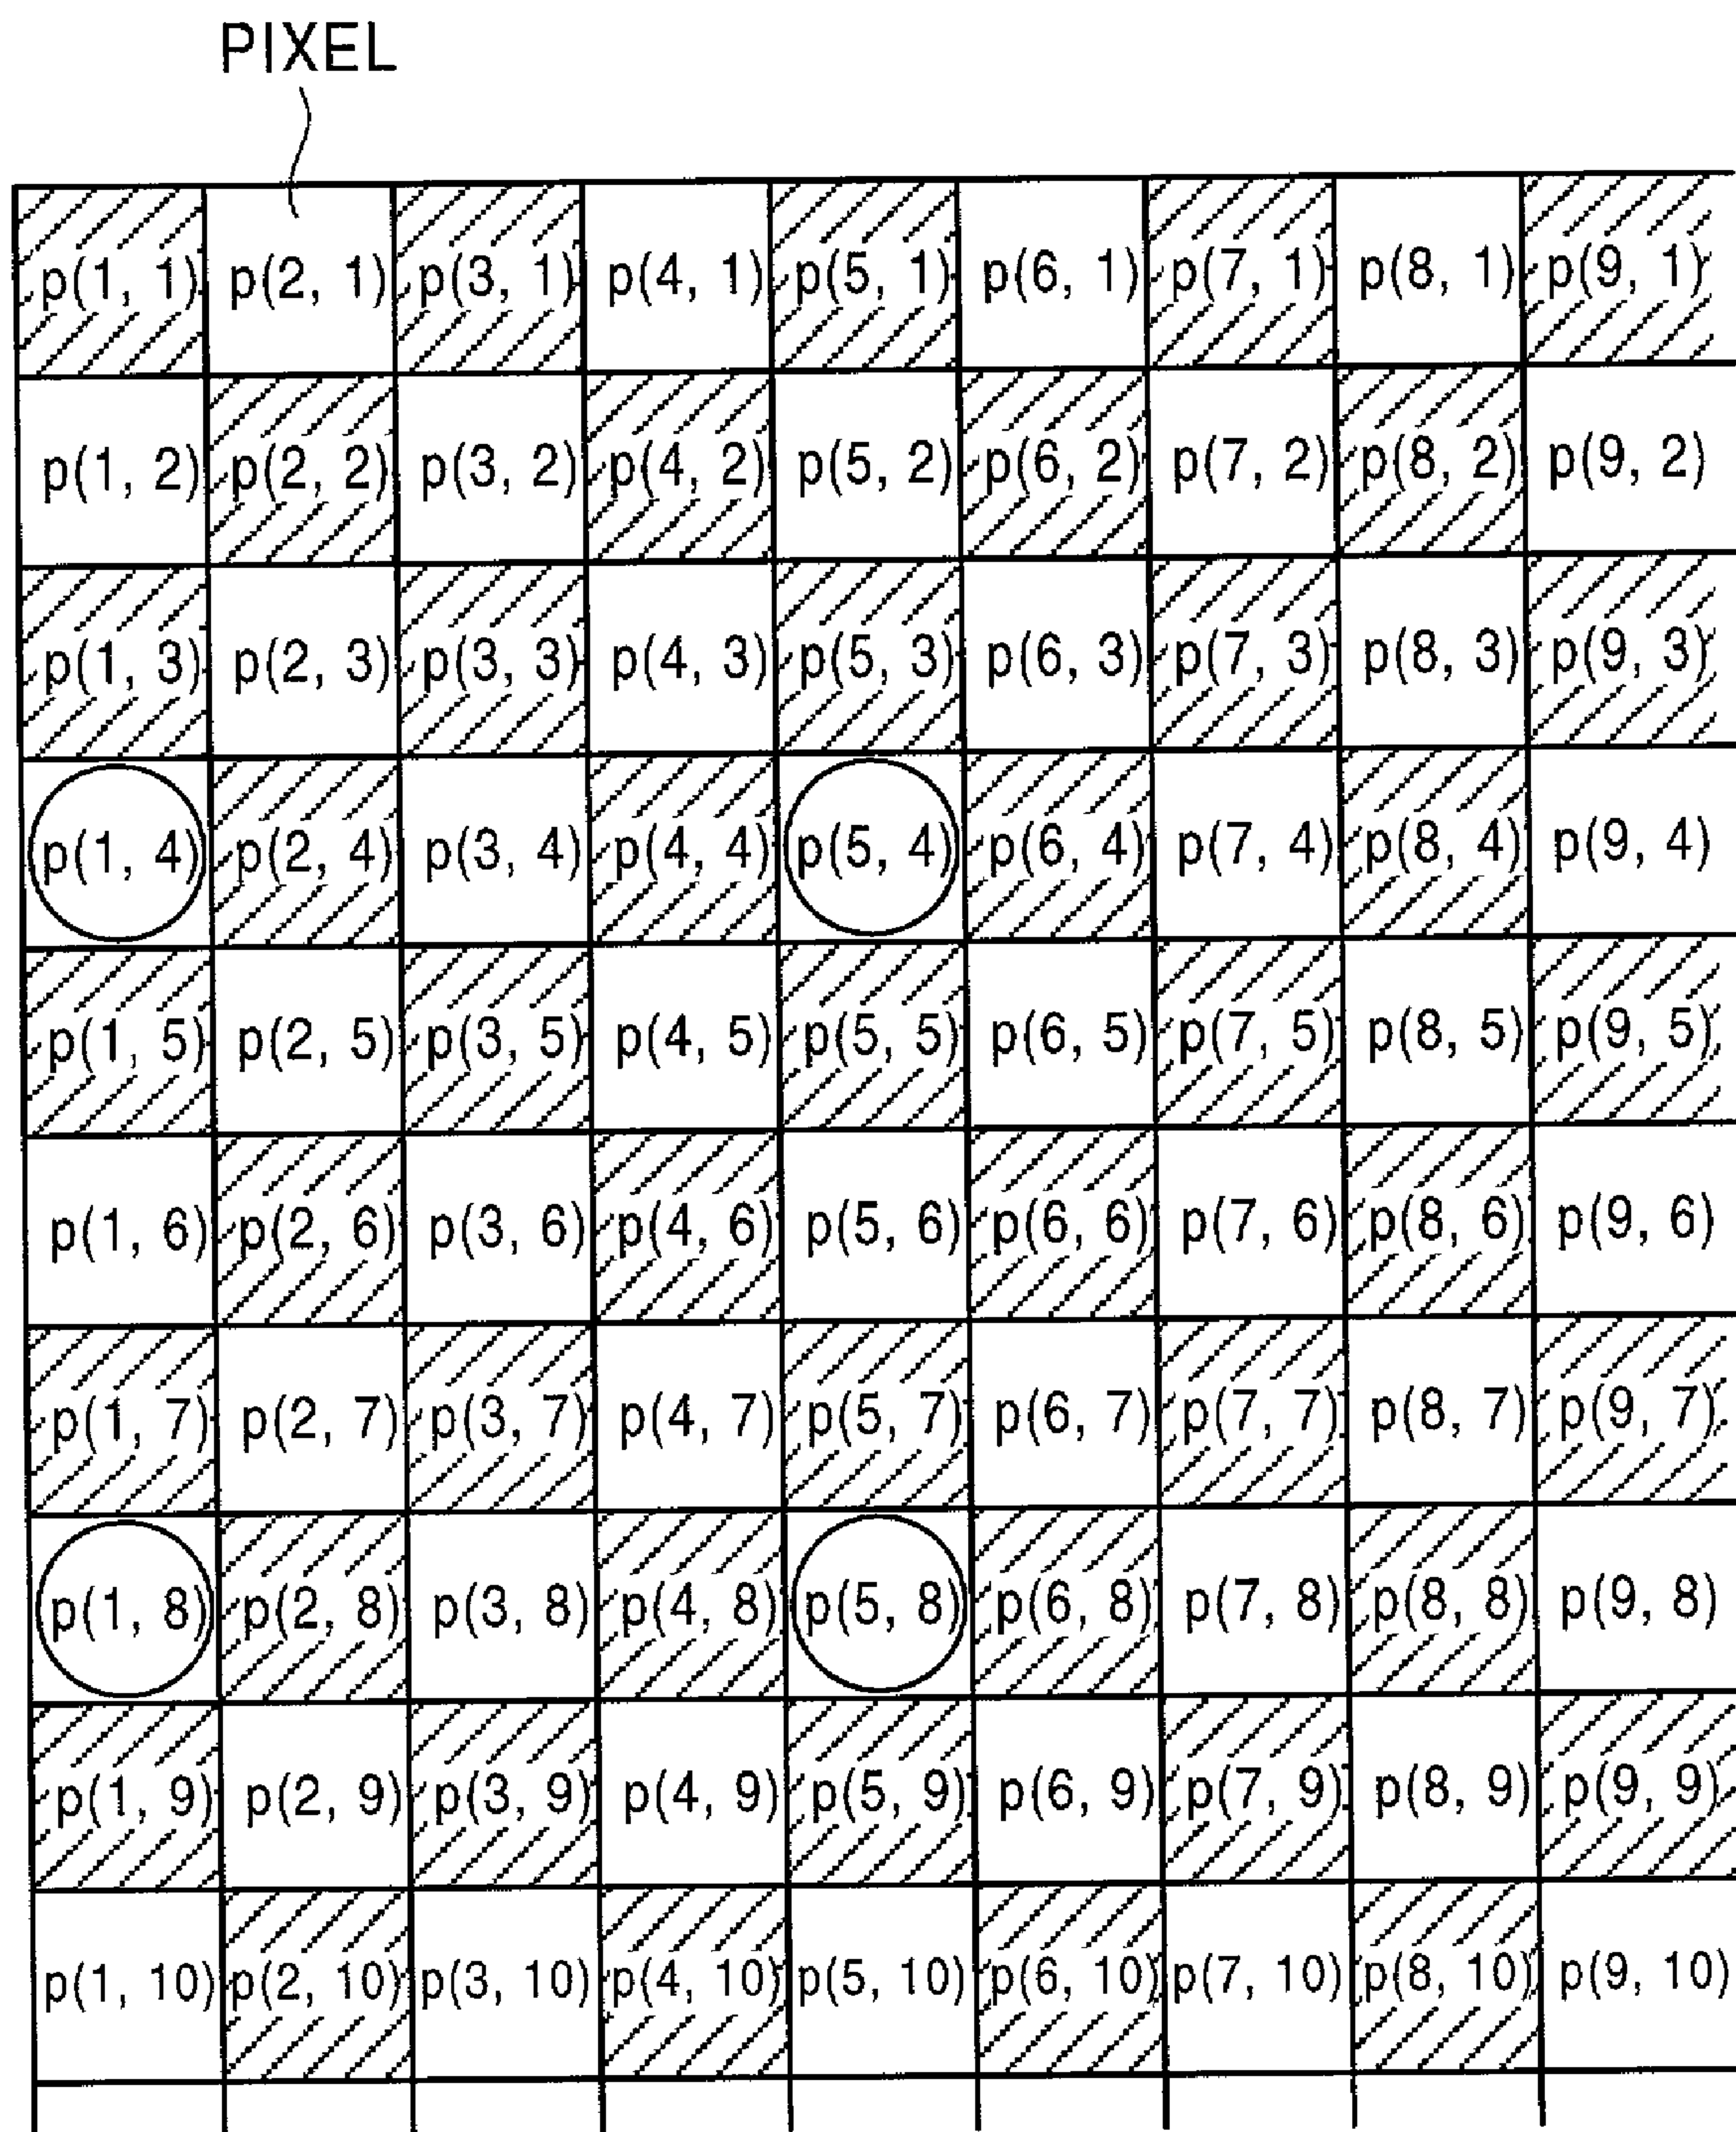 PIXEL
p(1, 1) p(2, 1) p(3, 1) p(4, 1) p(5, 1) p(6, 1) p(7, 1) p(8, 1) p(9, 1)
p(1, 2) p(2, 2) p(3, 2) p(4, 2) p(5, 2) p(6, 2) p(7, 2) p(8, 2) p(9, 2)
p(1, 3) p(2, 3) p(3, 3) p(4, 3) p(5, 3) p(6, 3) p(7, 3) p(8, 3) p(9, 3)
p(1, 4) p(2, 4) p(3, 4) p(4, 4) p(5, 4) p(6, 4) p(7, 4) p(8, 4) p(9, 4)
p(1, 5) p(2, 5) p(3, 5) p(4, 5) p(5, 5) p(6, 5) p(7, 5) p(8, 5) p(9, 5)
p(1, 6) p(2, 6) p(3, 6) p(4, 6) p(5, 6) p(6, 6) p(7, 6) p(8, 6) p(9, 6)
p(1, 7) p(2, 7) p(3, 7) p(4, 7) p(5, 7) p(6, 7) p(7, 7) p(8, 7) p(9, 7)
p(1, 8) p(2, 8) p(3, 8) p(4, 8) p(5, 8) p(6, 8) p(7, 8) p(8, 8) p(9, 8)
p(1, 9) p(2, 9) p(3, 9) p(4, 9) p(5, 9) p(6, 9) p(7, 9) p(8, 9) p(9, 9)
p(1, 10) p(2, 10) p(3, 10) p(4, 10) p(5, 10) p(6, 10) p(7, 10) p(8, 10) p(9, 10)